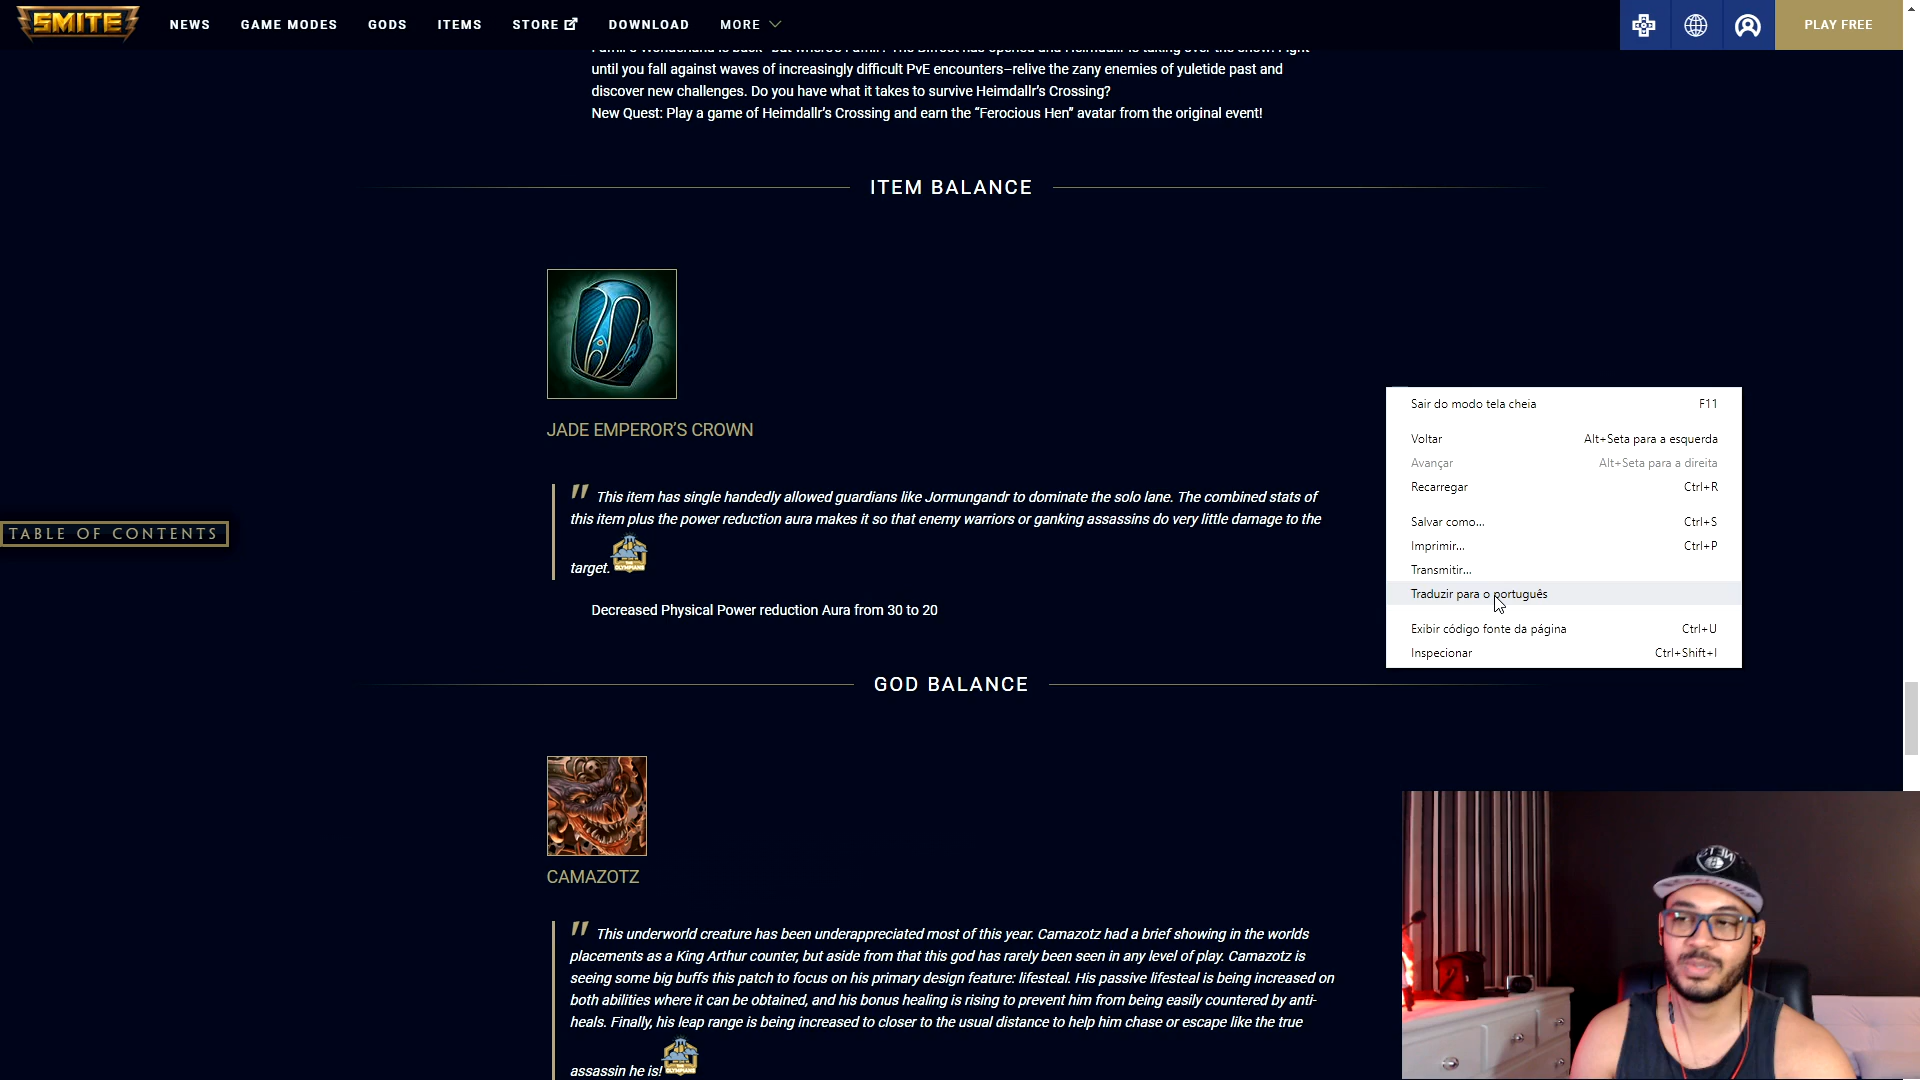 SMITE
NEWS
GAME MODES
GODS
ITEMS
STORE
DOWNLOAD
MORE
PLAY FREE
until you fall against waves of increasingly difficult PvE encounters–relive the zany enemies of yuletide past and
discover new challenges. Do you have what it takes to survive Heimdallr's Crossing?
New Quest: Play a game of Heimdallr's Crossing and earn the "Ferocious Hen" avatar from the original event!
ITEM BALANCE
JADE EMPEROR'S CROWN
" This item has single handedly allowed guardians like Jormungandr to dominate the solo lane. The combined stats of
this item plus the power reduction aura makes it so that enemy warriors or ganking assassins do very little damage to the
target.
Decreased Physical Power reduction Aura from 30 to 20
TABLE OF CONTENTS
Sair do modo tela cheia F11
Voltar Alt+Seta para a esquerda
Avançar Alt+Seta para a direita
Recarregar Ctrl+R
Salvar como... Ctrl+S
Imprimir... Ctrl+P
Transmitir...
Traduzir para o português
Exibir código fonte da página Ctrl+U
Inspecionar Ctrl+Shift+I
GOD BALANCE
CAMAZOTZ
" This underworld creature has been underappreciated most of this year. Camazotz had a brief showing in the worlds
placements as a King Arthur counter, but aside from that this god has rarely been seen in any level of play. Camazotz is
seeing some big buffs this patch to focus on his primary design feature: lifesteal. His passive lifesteal is being increased on
both abilities where it can be obtained, and his bonus healing is rising to prevent him from being easily countered by anti-
heals. Finally, his leap range is being increased to closer to the usual distance to help him chase or escape like the true
assassin he is!